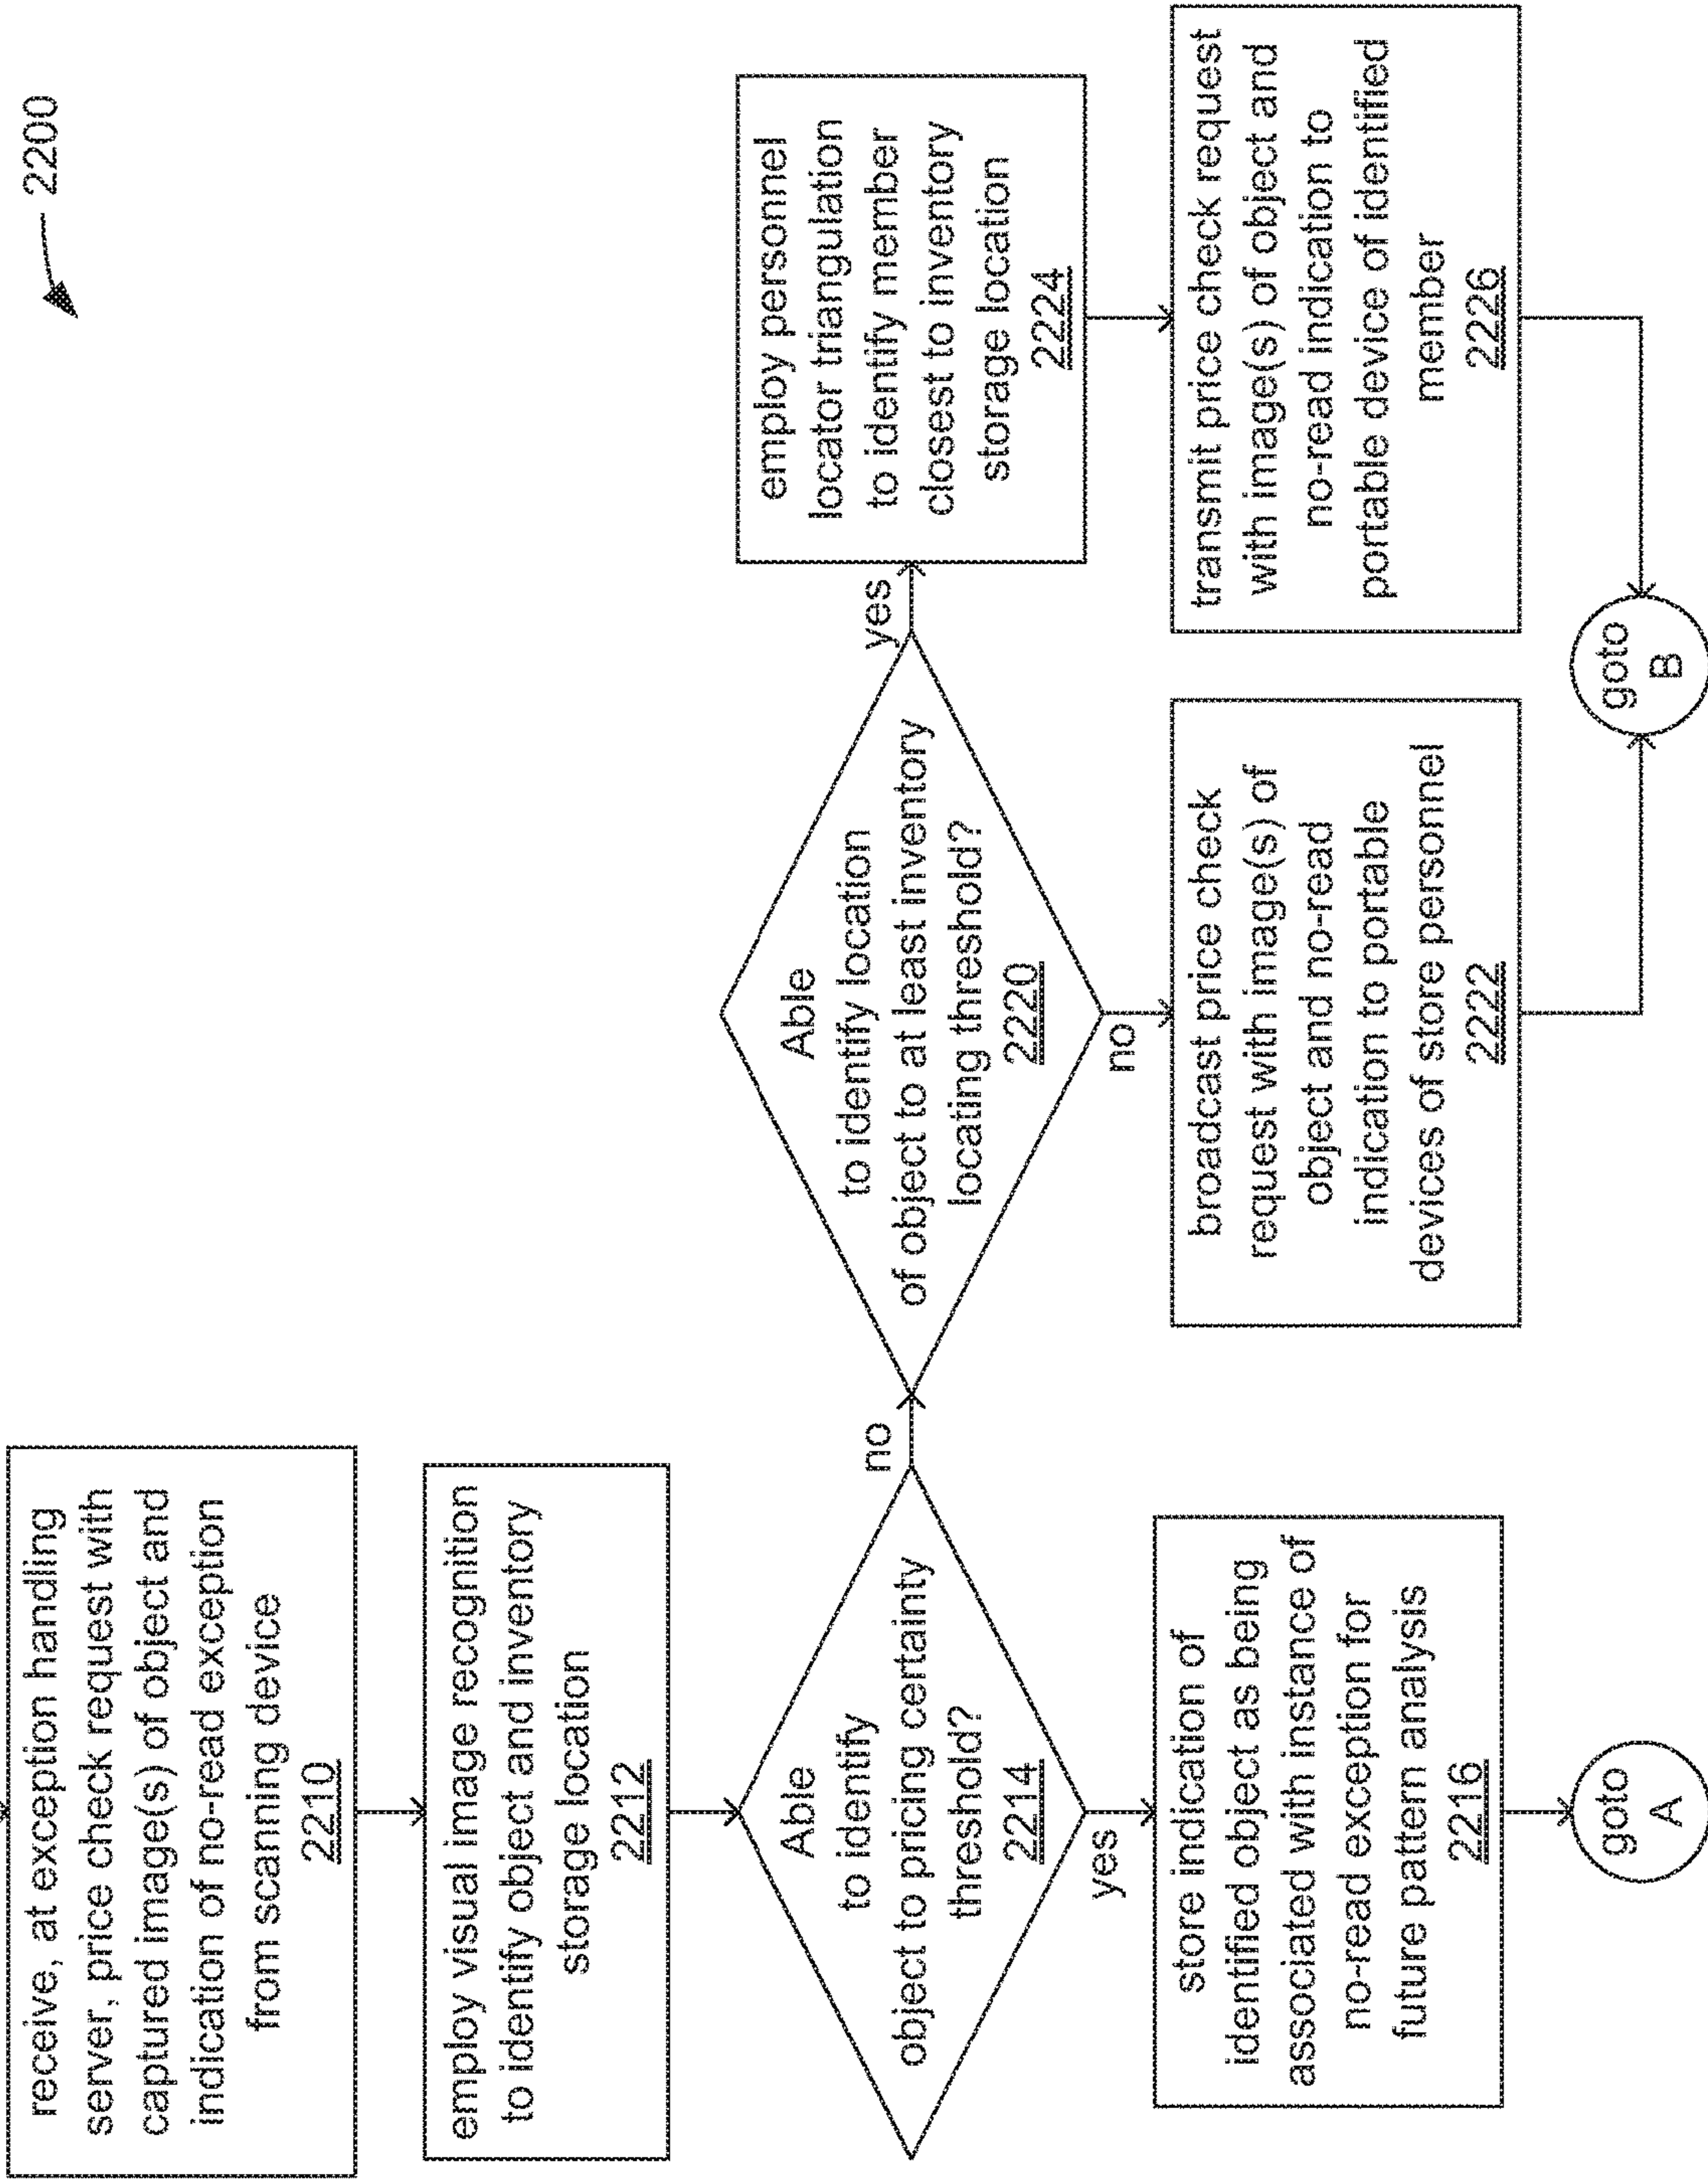 2200
receive, at exception handling
server, price check request with
captured image(s) of object and
indication of no-read exception
from scanning device
2210
employ visual image recognition
to identify object and inventory
storage location
2212
Able
to identify
object to pricing certainty
threshold?
2214
no
yes
store indication of
identified object as being
associated with instance of
no-read exception for
future pattern analysis
2216
goto
A
Able
to identify location
of object to at least inventory
locating threshold?
2220
yes
no
broadcast price check
request with image(s) of
object and no-read
indication to portable
devices of store personnel
2222
employ personnel
locator triangulation
to identify member
closest to inventory
storage location
2224
transmit price check request
with image(s) of object and
no-read indication to
portable device of identified
member
2226
goto
B